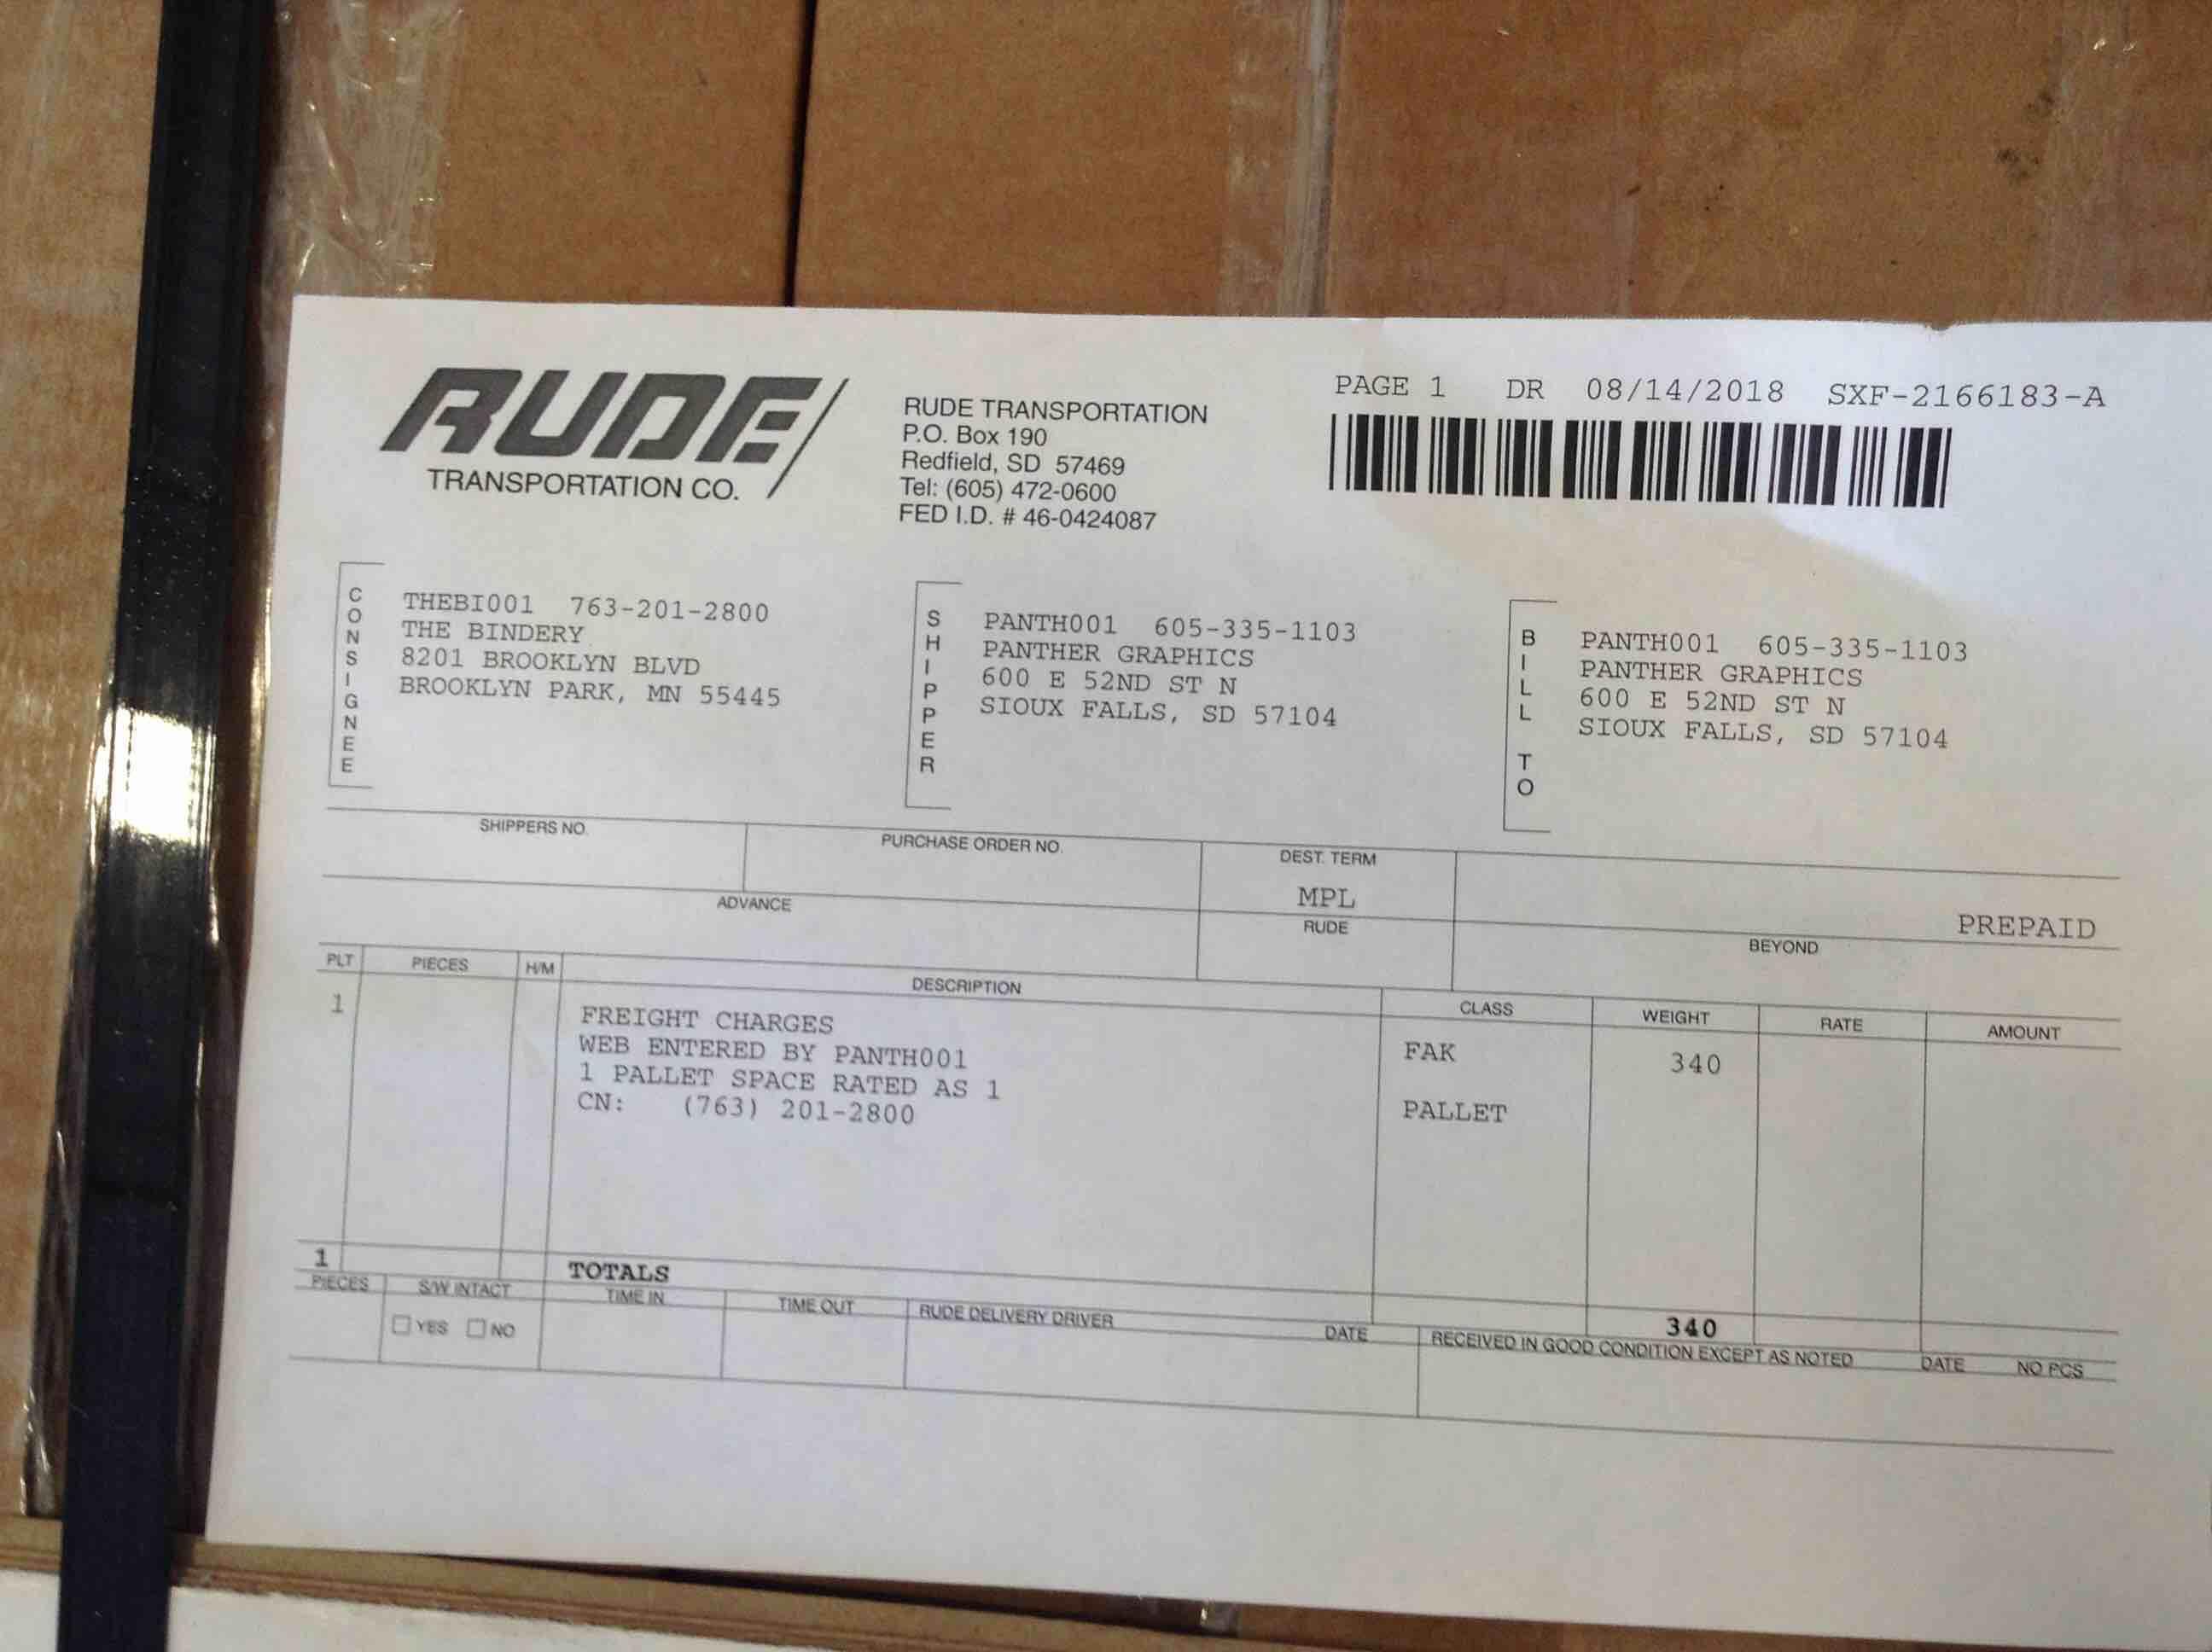 RUDE
TRANSPORTATION CO.
RUDE TRANSPORTATION
P.O. Box 190
Redfield, SD 57469
Tel: (605) 472-0600
FED I.D. # 46-0424087
PAGE 1 DR 08/14/2018 SXF-2166183-A
CONSIGNEE
THEBI001 763-201-2800
THE BINDERY
8201 BROOKLYN BLVD
BROOKLYN PARK, MN 55445
SHIPPER
PANTH001 605-335-1103
PANTHER GRAPHICS
600 E 52ND ST N
SIOUX FALLS, SD 57104
BILL TO
PANTH001 605-335-1103
PANTHER GRAPHICS
600 E 52ND ST N
SIOUX FALLS, SD 57104
SHIPPERS NO. PURCHASE ORDER NO. DEST. TERM
MPL PREPAID
ADVANCE RUDE BEYOND
PLT PIECES H/M DESCRIPTION CLASS WEIGHT RATE AMOUNT
1 FREIGHT CHARGES FAK 340
WEB ENTERED BY PANTH001
1 PALLET SPACE RATED AS 1 PALLET
CN: (763) 201-2800
1 TOTALS 340
PIECES S/W INTACT TIME IN TIME OUT RUDE DELIVERY DRIVER DATE RECEIVED IN GOOD CONDITION EXCEPT AS NOTED DATE NO PCS
YES NO